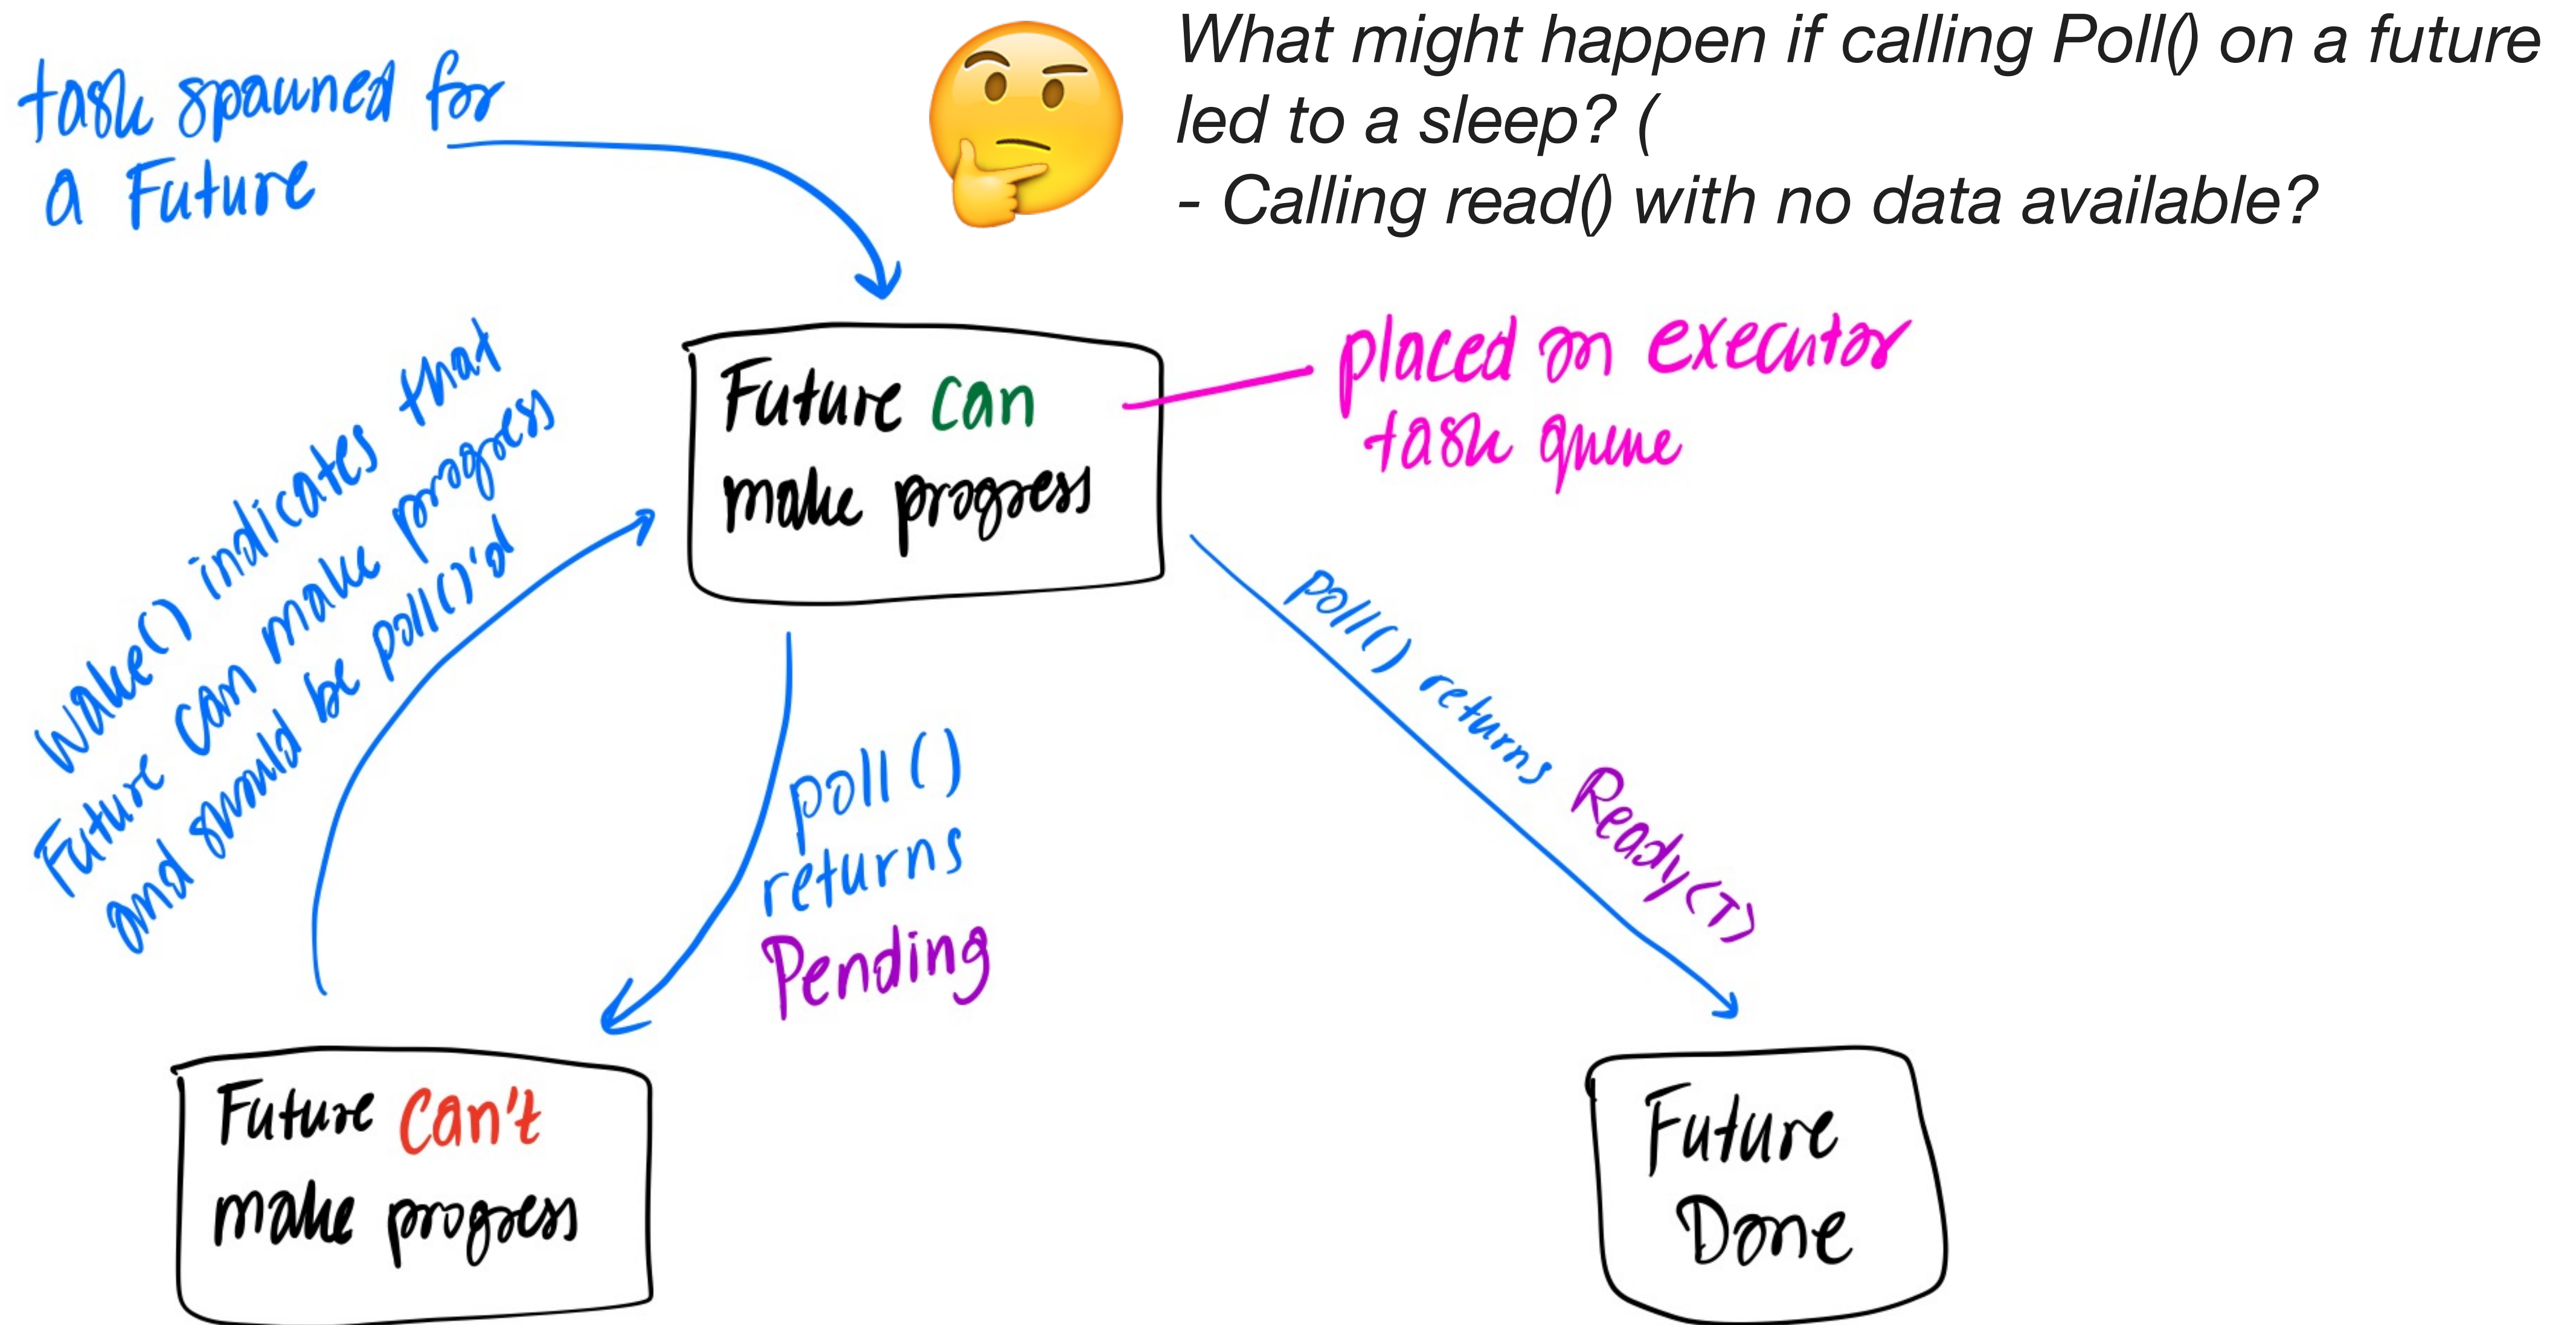 What might happen if calling Poll() on a future
led to a sleep? (
- Calling read() with no data available?
task spawned for
a Future
Future can
make progress
placed on executor
task queue
Wake() indicates that
Future can make progress
and should be poll()'d
poll()
returns
Pending
poll() returns Ready(T)
Future Can't
make progress
Future
Done